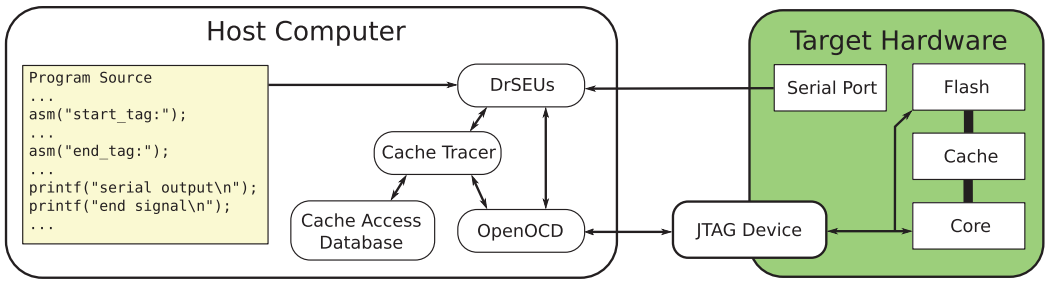 Host Computer
Program Source
...
asm("start_tag:");
...
asm("end_tag:");
...
printf("serial output\n");
printf("end signal\n");
...
DrSEUs
Cache Tracer
Cache Access
Database
OpenOCD
JTAG Device
Target Hardware
Serial Port
Flash
Cache
Core